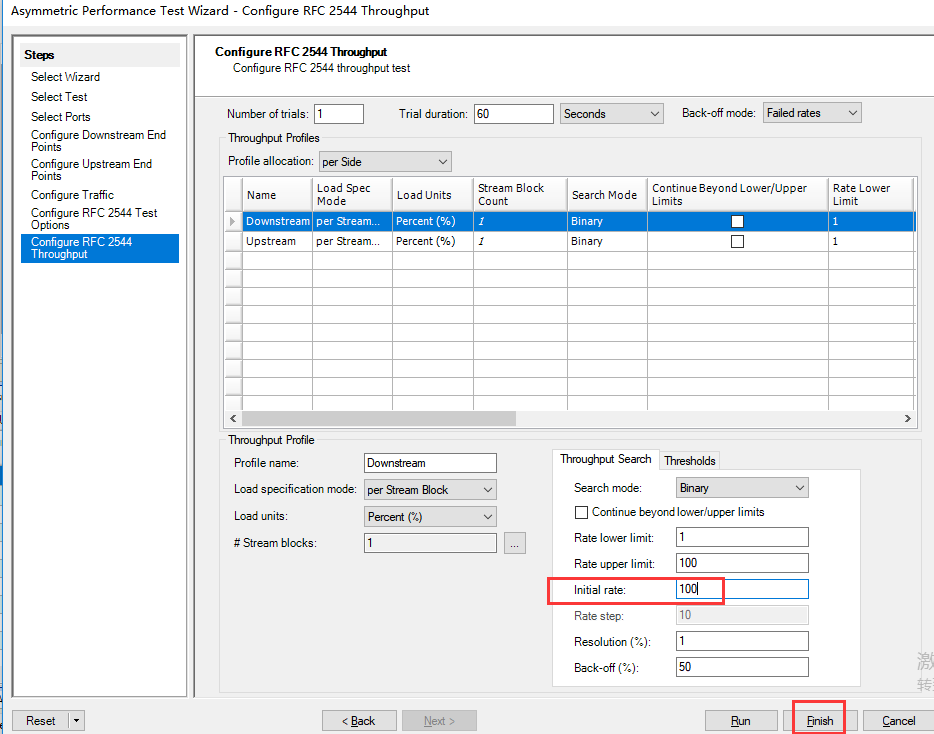 Asymmetric Performance Test Wizard - Configure RFC 2544 Throughput
Steps
Select Wizard
Select Test
Select Ports
Configure Downstream End
Points
Configure Upstream End
Points
Configure Traffic
Configure RFC 2544 Test
Options
Configure RFC 2544
Throughput
Configure RFC 2544 Throughput
Configure RFC 2544 throughput test
Number of trials: 1 Trial duration: 60 Seconds Back-off mode: Failed rates
Throughput Profiles
Profile allocation: per Side
Name Load Spec Mode Load Units Stream Block Count Search Mode Continue Beyond Lower/Upper Limits Rate Lower Limit
Downstream per Stream... Percent (%) 1 Binary 1
Upstream per Stream... Percent (%) 1 Binary 1
Throughput Profile
Profile name: Downstream
Load specification mode: per Stream Block
Load units: Percent (%)
# Stream blocks: 1 ...
Throughput Search Thresholds
Search mode: Binary
Continue beyond lower/upper limits
Rate lower limit: 1
Rate upper limit: 100
Initial rate: 100
Rate step: 10
Resolution (%): 1
Back-off (%): 50
激
转
Reset < Back Next > Run Finish Cancel